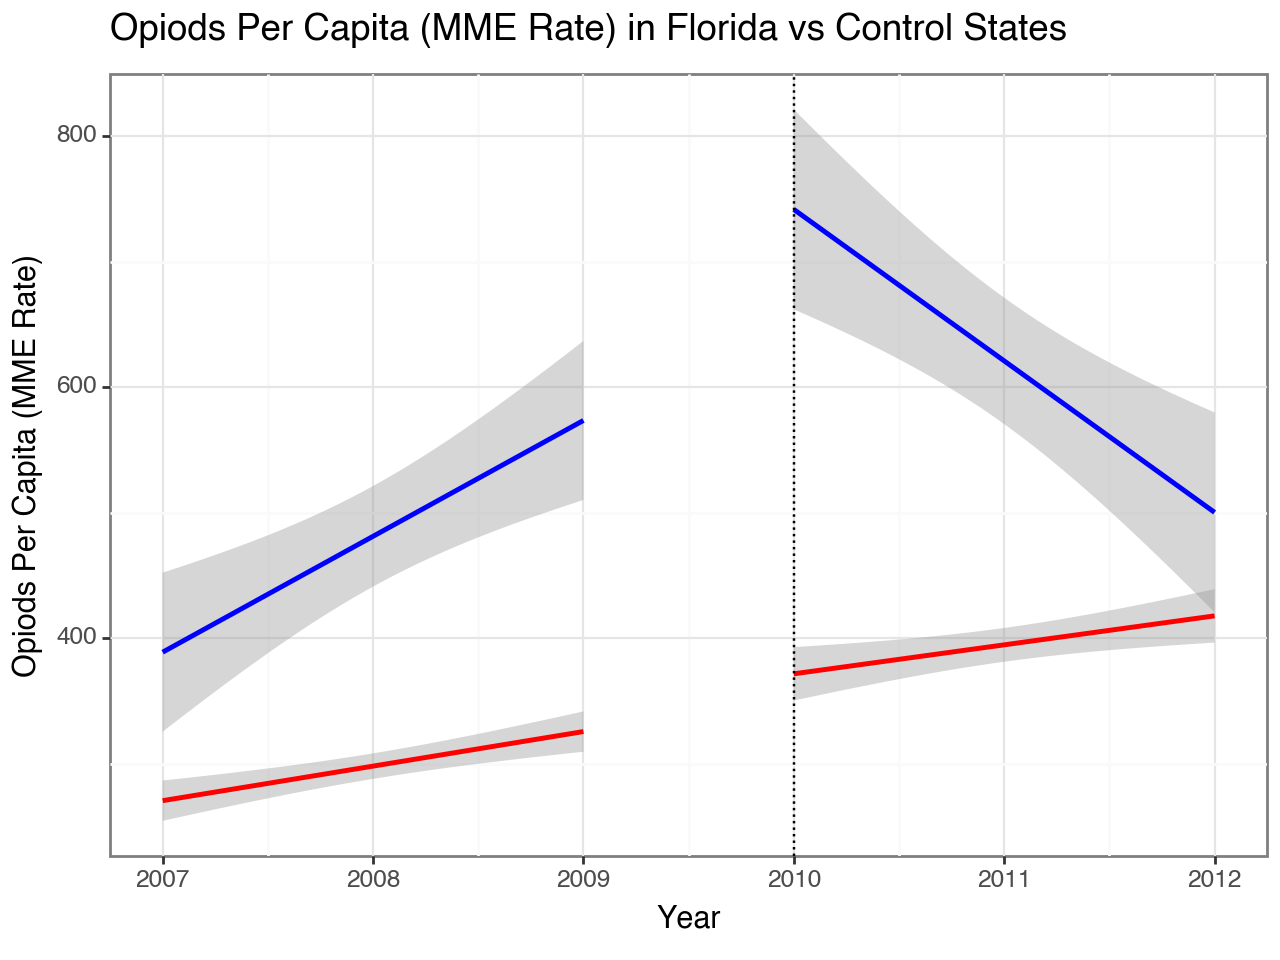 Opiods Per Capita (MME Rate) in Florida vs Control States
Opiods Per Capita (MME Rate)
800
600
400
2007 2008 2009 2010 2011 2012
Year